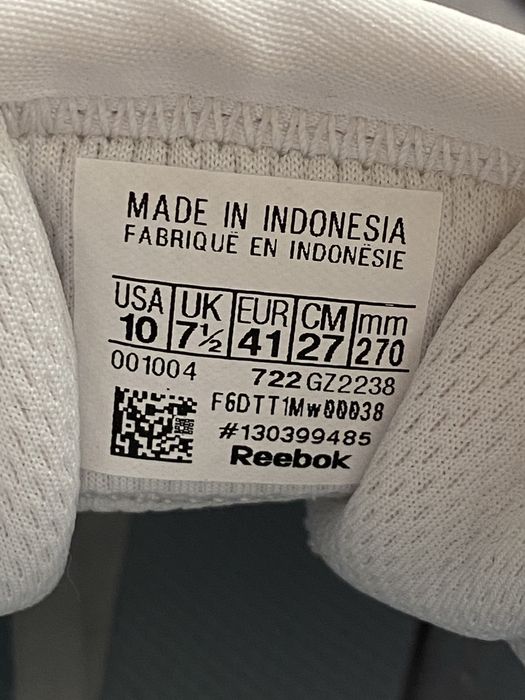 MADE IN INDONESIA
FABRIQUË EN INDONËSIE
USA UK EUR CM mm
10 7½ 41 27 270
001004 722 GZ2238
F6DTT1Mw00038
#130399485
Reebok